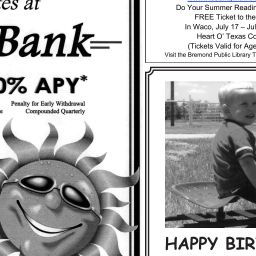 es at
Bank
0% APY*
Penalty for Early Withdrawal
Compounded Quarterly
Do Your Summer Readin
FREE Ticket to the
In Waco, July 17 – Jul
Heart O' Texas Co
(Tickets Valid for Age
Visit the Bremond Public Library T
HAPPY BIR